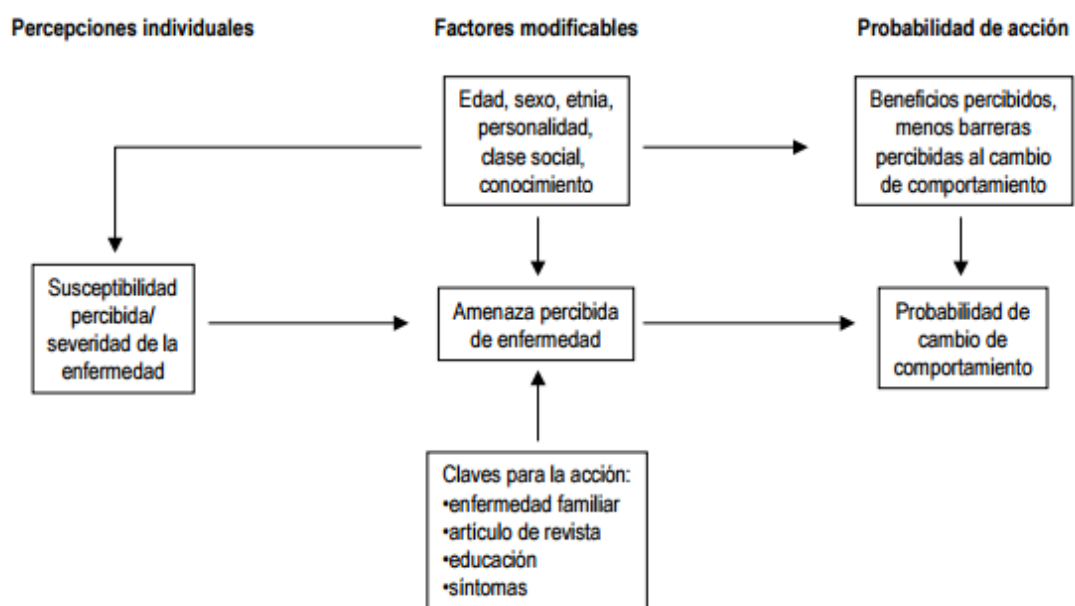 Percepciones individuales
Factores modificables
Probabilidad de acción
Edad, sexo, etnia,
personalidad,
clase social,
conocimiento
Beneficios percibidos,
menos barreras
percibidas al cambio
de comportamiento
Susceptibilidad
percibida/
severidad de la
enfermedad
Amenaza percibida
de enfermedad
Probabilidad de
cambio de
comportamiento
Claves para la acción:
•enfermedad familiar
•artículo de revista
•educación
•síntomas